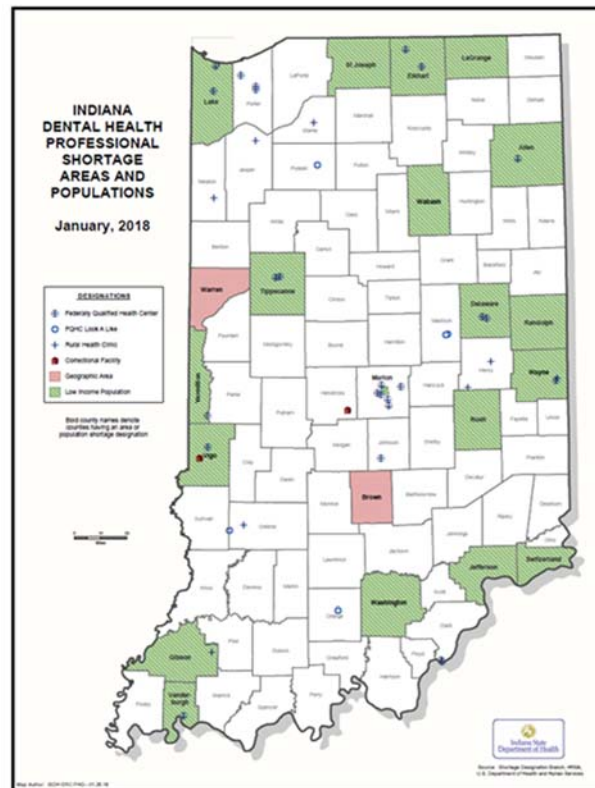 INDIANA
DENTAL HEALTH
PROFESSIONAL
SHORTAGE
AREAS AND
POPULATIONS
January, 2018
DESIGNATIONS
Federally Qualified Health Center
FQHC Look A Like
Rural Health Clinic
Correctional Facility
Geographic Area
Low Income Population
Bold county names denote
counties having an area or
population shortage designation
Lake
Porter
LaPorte
St Joseph
Elkhart
LaGrange
Steuben
Noble
DeKalb
Starke
Marshall
Kosciusko
Whitley
Allen
Newton
Jasper
Pulaski
Fulton
Wabash
Huntington
Wells
Adams
White
Cass
Miami
Benton
Carroll
Howard
Grant
Blackford
Jay
Warren
Tippecanoe
Clinton
Tipton
Madison
Delaware
Randolph
Fountain
Montgomery
Boone
Hamilton
Henry
Wayne
Vermillion
Parke
Putnam
Hendricks
Marion
Hancock
Rush
Fayette
Union
Vigo
Clay
Owen
Morgan
Johnson
Shelby
Franklin
Decatur
Sullivan
Greene
Monroe
Brown
Bartholomew
Jennings
Ripley
Dearborn
Ohio
Knox
Daviess
Martin
Lawrence
Jackson
Jefferson
Switzerland
Scott
Washington
Clark
Gibson
Pike
Dubois
Orange
Crawford
Harrison
Floyd
Posey
Vander-
burgh
Warrick
Spencer
Perry
Miles
Indiana State
Department of Health
Source: Shortage Designation Branch, HRSA,
U.S. Department of Health and Human Services